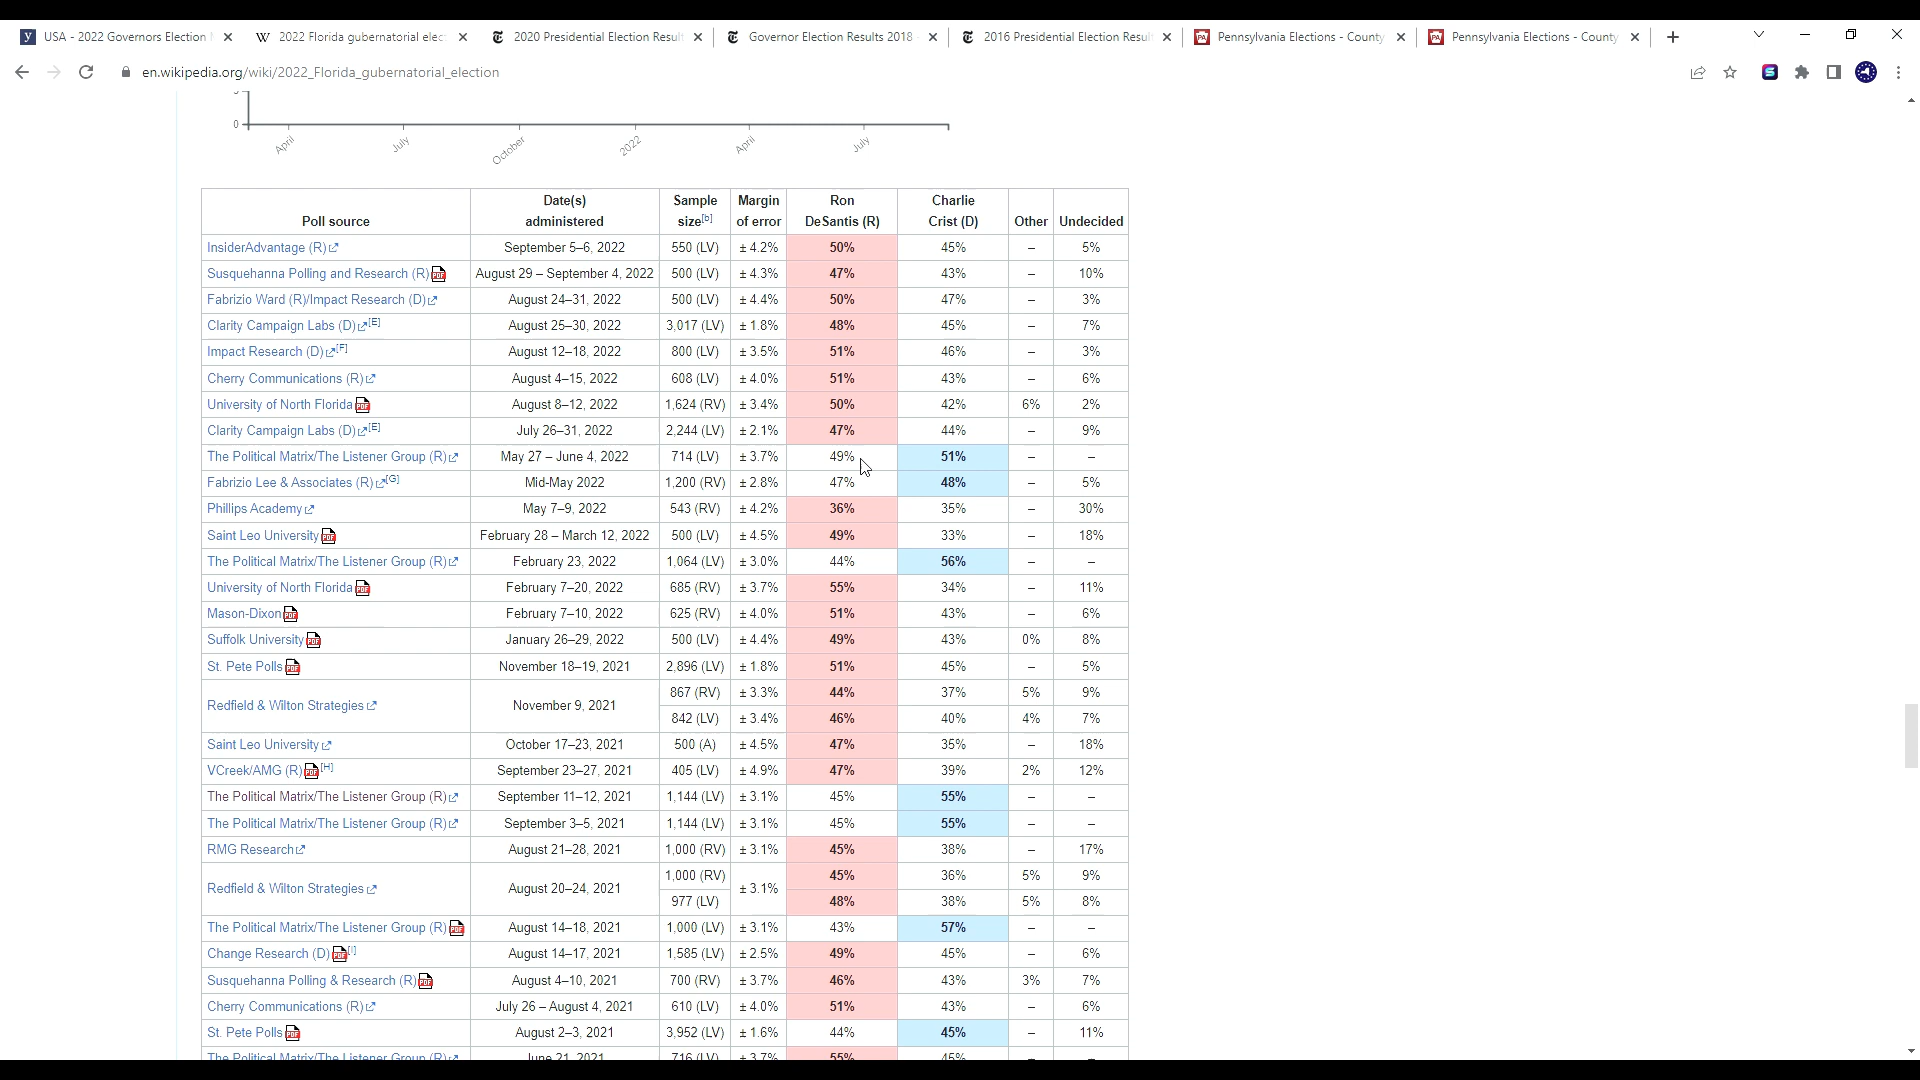 USA - 2022 Governors Election
2022 Florida gubernatorial elec
2020 Presidential Election Result
Governor Election Results 2018 -
2016 Presidential Election Result
Pennsylvania Elections - County
Pennsylvania Elections - County
en.wikipedia.org/wiki/2022_Florida_gubernatorial_election
0
April July October 2022 April July
Poll source Date(s) administered Sample size[b] Margin of error Ron DeSantis (R) Charlie Crist (D) Other Undecided
InsiderAdvantage (R) September 5–6, 2022 550 (LV) ± 4.2% 50% 45% – 5%
Susquehanna Polling and Research (R) August 29 – September 4, 2022 500 (LV) ± 4.3% 47% 43% – 10%
Fabrizio Ward (R)/Impact Research (D) August 24–31, 2022 500 (LV) ± 4.4% 50% 47% – 3%
Clarity Campaign Labs (D)[E] August 25–30, 2022 3,017 (LV) ± 1.8% 48% 45% – 7%
Impact Research (D)[F] August 12–18, 2022 800 (LV) ± 3.5% 51% 46% – 3%
Cherry Communications (R) August 4–15, 2022 608 (LV) ± 4.0% 51% 43% – 6%
University of North Florida August 8–12, 2022 1,624 (RV) ± 3.4% 50% 42% 6% 2%
Clarity Campaign Labs (D)[E] July 26–31, 2022 2,244 (LV) ± 2.1% 47% 44% – 9%
The Political Matrix/The Listener Group (R) May 27 – June 4, 2022 714 (LV) ± 3.7% 49% 51% – –
Fabrizio Lee & Associates (R)[G] Mid-May 2022 1,200 (RV) ± 2.8% 47% 48% – 5%
Phillips Academy May 7–9, 2022 543 (RV) ± 4.2% 36% 35% – 30%
Saint Leo University February 28 – March 12, 2022 500 (LV) ± 4.5% 49% 33% – 18%
The Political Matrix/The Listener Group (R) February 23, 2022 1,064 (LV) ± 3.0% 44% 56% – –
University of North Florida February 7–20, 2022 685 (RV) ± 3.7% 55% 34% – 11%
Mason-Dixon February 7–10, 2022 625 (RV) ± 4.0% 51% 43% – 6%
Suffolk University January 26–29, 2022 500 (LV) ± 4.4% 49% 43% 0% 8%
St. Pete Polls November 18–19, 2021 2,896 (LV) ± 1.8% 51% 45% – 5%
Redfield & Wilton Strategies November 9, 2021 867 (RV) ± 3.3% 44% 37% 5% 9%
842 (LV) ± 3.4% 46% 40% 4% 7%
Saint Leo University October 17–23, 2021 500 (A) ± 4.5% 47% 35% – 18%
VCreek/AMG (R)[H] September 23–27, 2021 405 (LV) ± 4.9% 47% 39% 2% 12%
The Political Matrix/The Listener Group (R) September 11–12, 2021 1,144 (LV) ± 3.1% 45% 55% – –
The Political Matrix/The Listener Group (R) September 3–5, 2021 1,144 (LV) ± 3.1% 45% 55% – –
RMG Research August 21–28, 2021 1,000 (RV) ± 3.1% 45% 38% – 17%
Redfield & Wilton Strategies August 20–24, 2021 1,000 (RV) ± 3.1% 45% 36% 5% 9%
977 (LV) 48% 38% 5% 8%
The Political Matrix/The Listener Group (R) August 14–18, 2021 1,000 (LV) ± 3.1% 43% 57% – –
Change Research (D)[I] August 14–17, 2021 1,585 (LV) ± 2.5% 49% 45% – 6%
Susquehanna Polling & Research (R) August 4–10, 2021 700 (RV) ± 3.7% 46% 43% 3% 7%
Cherry Communications (R) July 26 – August 4, 2021 610 (LV) ± 4.0% 51% 43% – 6%
St. Pete Polls August 2–3, 2021 3,952 (LV) ± 1.6% 44% 45% – 11%
The Political Matrix/The Listener Group (R) June 21, 2021 716 (LV) ± 3.7% 55% 45% – –